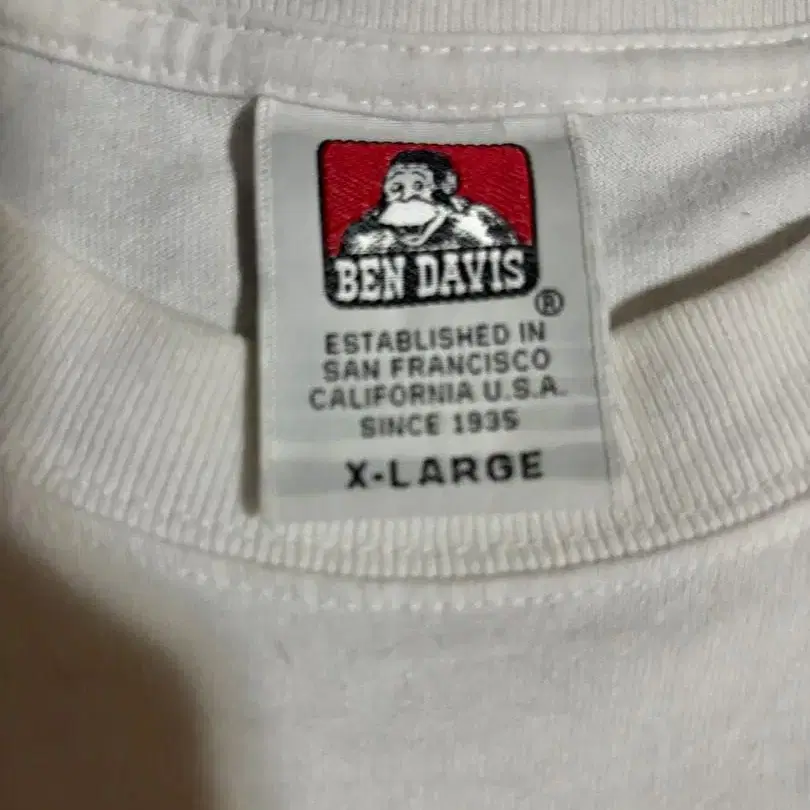 BEN DAVIS
®
ESTABLISHED IN
SAN FRANCISCO
CALIFORNIA U.S.A.
SINCE 1935
X-LARGE